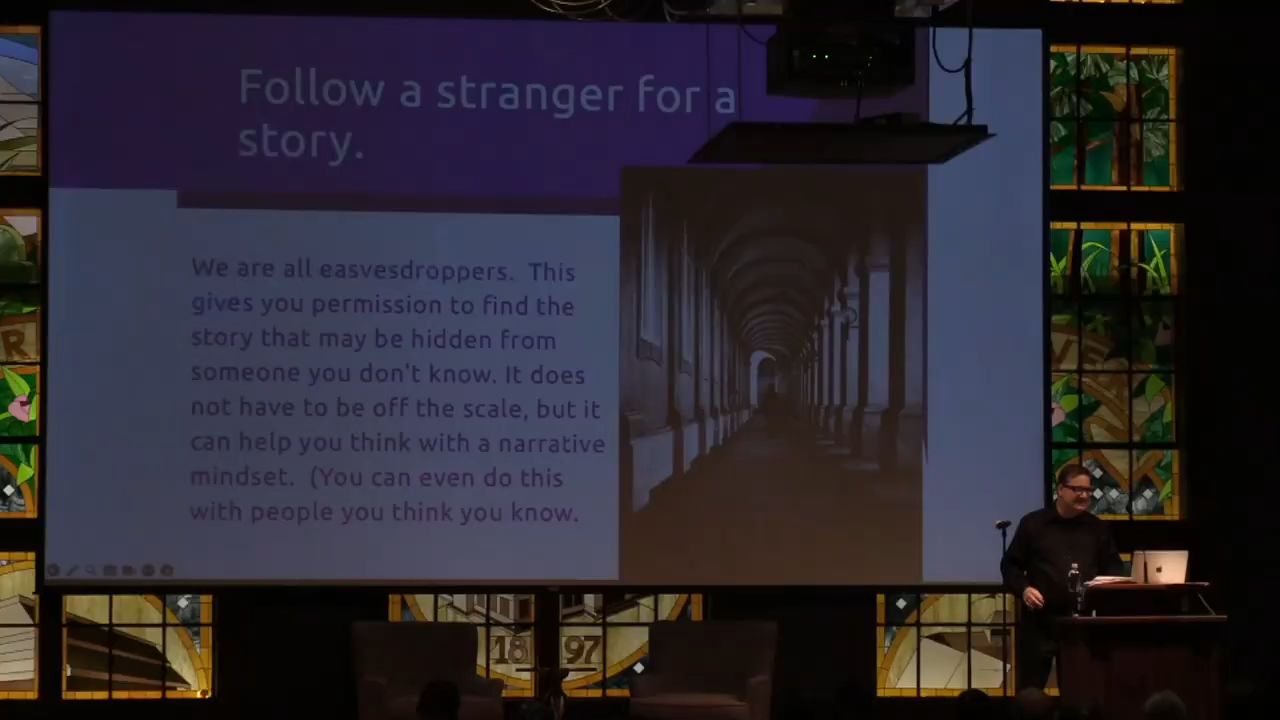 Follow a stranger for a
story.
We are all easvesdroppers. This
gives you permission to find the
story that may be hidden from
someone you don't know. It does
not have to be off the scale, but it
can help you think with a narrative
mindset. (You can even do this
with people you think you know.
R
18 97